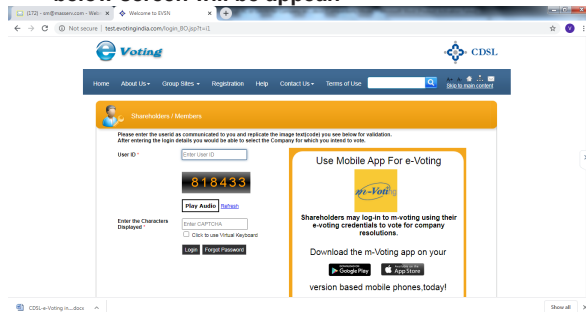 below screen will be appear.
(172) - om@masserv.com - Web
Welcome to EVSN
Not secure | test.evotingindia.com/login_BO.jsp?t=i1
e Voting
CDSL
Home About Us Group Sites Registration Help Contact Us Terms of Use
Skip to main content
Shareholders / Members
Please enter the userid as communicated to you and replicate the image text(code) you see below for validation.
After entering the login details you would be able to select the Company for which you intend to vote.
User ID *
Enter User ID
818433
Play Audio Refresh
Enter the Characters
Displayed *
Enter CAPTCHA
Click to use Virtual Keyboard
Login Forgot Password
Use Mobile App For e-Voting
m-Voting
Shareholders may log-in to m-voting using their
e-voting credentials to vote for company
resolutions.
Download the m-Voting app on your
Google Play App Store
version based mobile phones,today!
CDSL-e-Voting in....docx
Show all